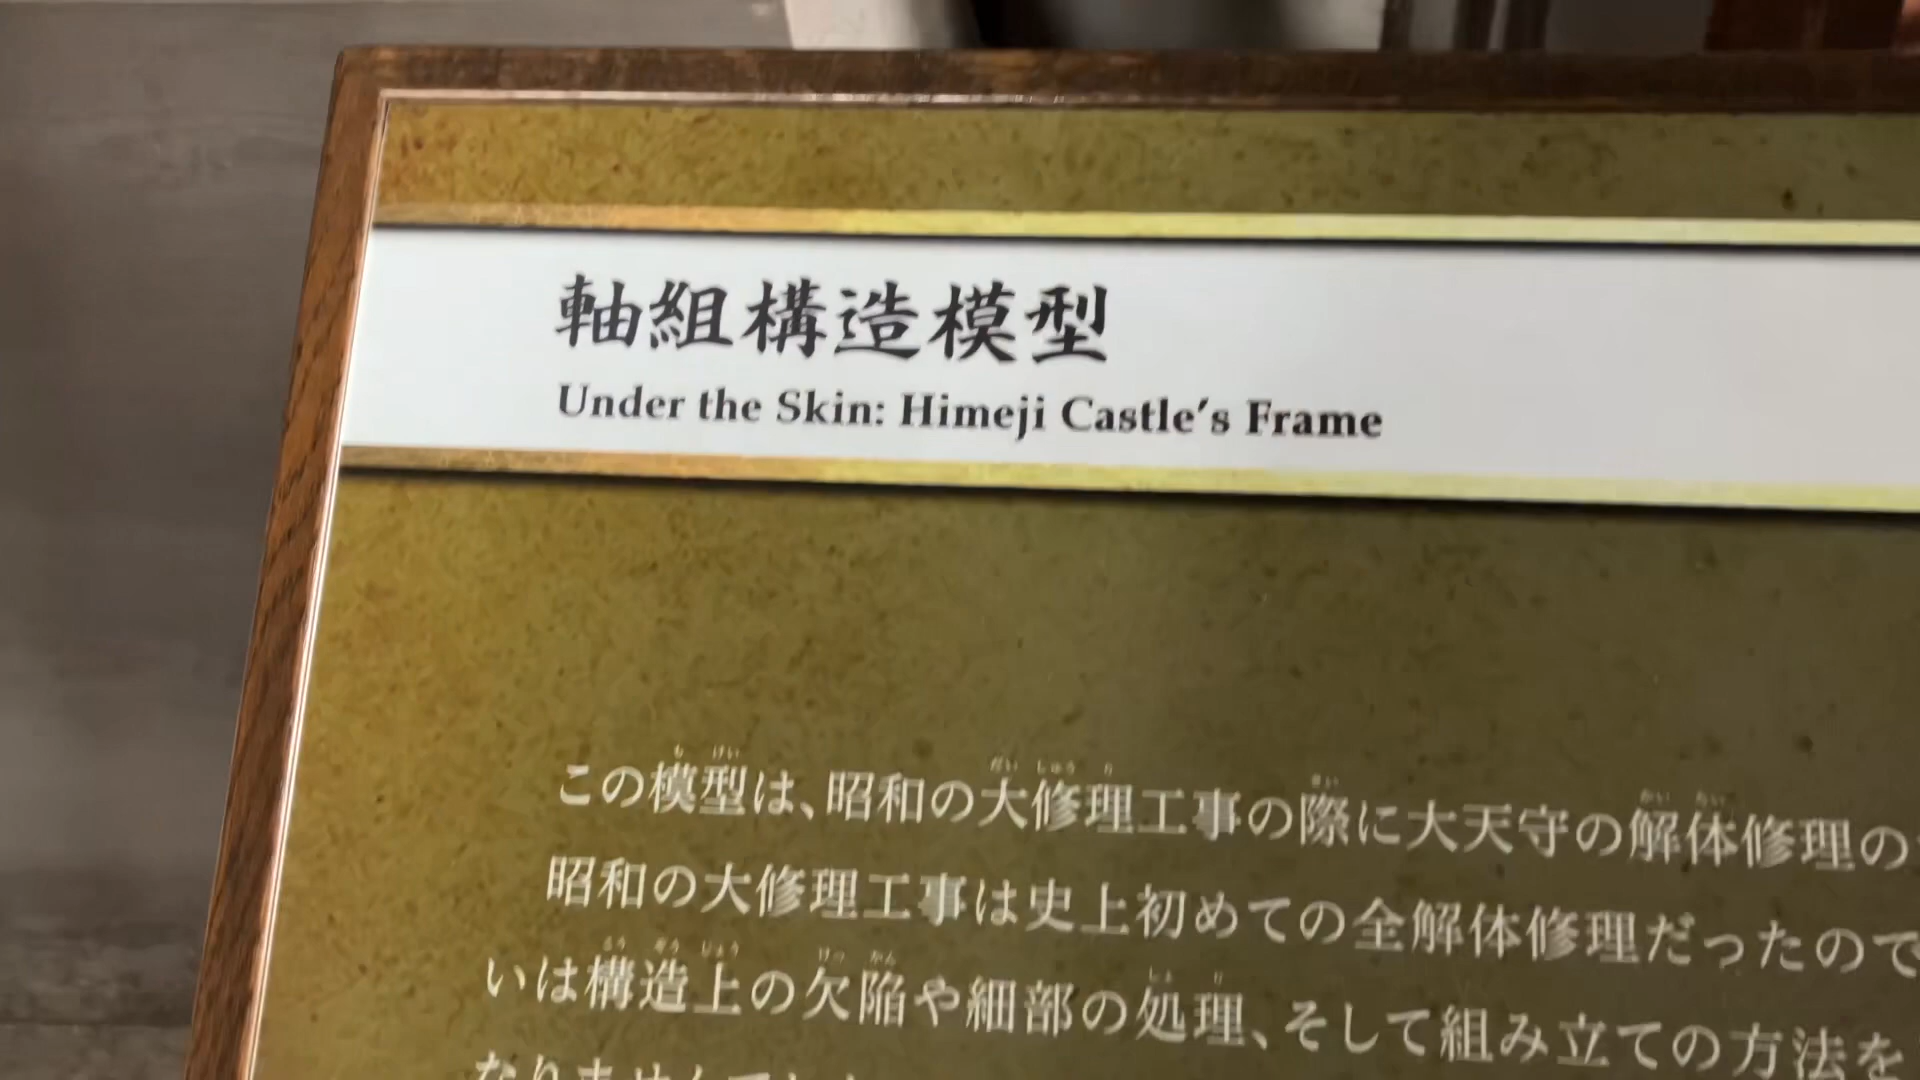 軸組構造模型
Under the Skin: Himeji Castle's Frame
この模型は、昭和の大修理工事の際に大天守の解体修理の
昭和の大修理工事は史上初めての全解体修理だったので
いは構造上の欠陥や細部の処理、そして組み立ての方法を